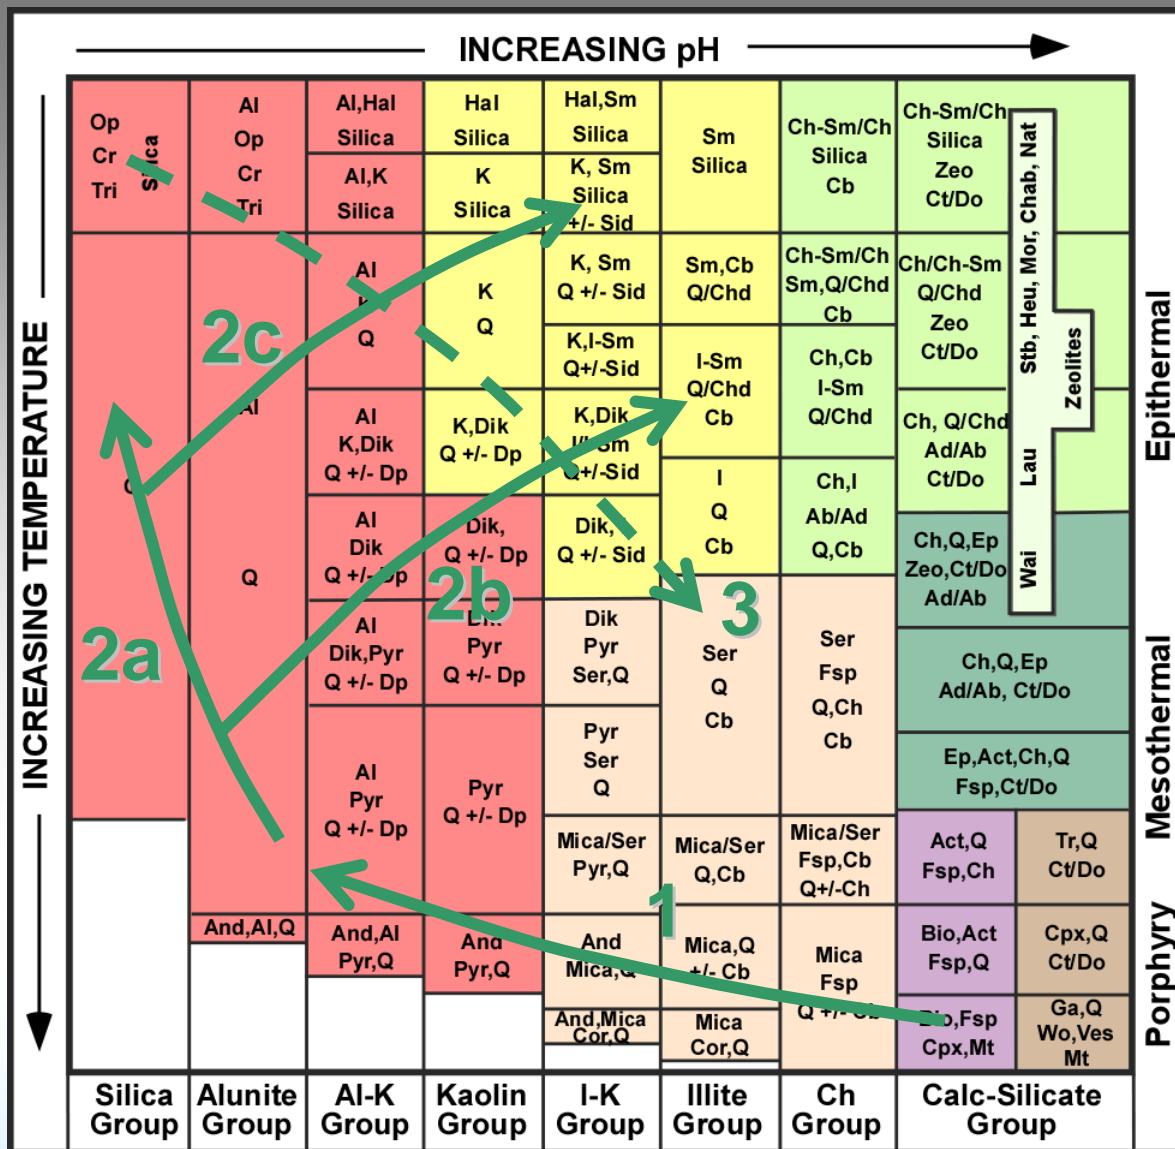 INCREASING pH
INCREASING TEMPERATURE
Op
Cr
Tri
Silica
Q
Al
Op
Cr
Tri
Al
Q
And,Al,Q
Al,Hal
Silica
Al,K
Silica
Al
K
Q
Al
K,Dik
Q +/- Dp
Al
Dik
Q +/- Dp
Al
Dik,Pyr
Q +/- Dp
Al
Pyr
Q +/- Dp
And,Al
Pyr,Q
Hal
Silica
K
Silica
K
Q
K,Dik
Q +/- Dp
Dik,
Q +/- Dp
Dik
Pyr
Q +/- Dp
Pyr
Q +/- Dp
And
Pyr,Q
Hal,Sm
Silica
K, Sm
Silica
+/- Sid
K, Sm
Q +/- Sid
K,I-Sm
Q+/-Sid
K,Dik
I/I-Sm
Q+/-Sid
Dik,
Q +/- Sid
Dik
Pyr
Ser,Q
Pyr
Ser
Q
Mica/Ser
Pyr,Q
And
Mica,Q
And,Mica
Cor,Q
Sm
Silica
Sm,Cb
Q/Chd
I-Sm
Q/Chd
Cb
I
Q
Cb
Ser
Q
Cb
Mica/Ser
Q,Cb
Mica,Q
+/- Cb
Mica
Cor,Q
Ch-Sm/Ch
Silica
Cb
Ch-Sm/Ch
Sm,Q/Chd
Cb
Ch,Cb
I-Sm
Q/Chd
Ch,I
Ab/Ad
Q,Cb
Ser
Fsp
Q,Ch
Cb
Mica/Ser
Fsp,Cb
Q+/-Ch
Mica
Fsp
Q +/- Cb
Ch-Sm/Ch
Silica
Zeo
Ct/Do
Ch/Ch-Sm
Q/Chd
Zeo
Ct/Do
Ch, Q/Chd
Ad/Ab
Ct/Do
Ch,Q,Ep
Zeo,Ct/Do
Ad/Ab
Ch,Q,Ep
Ad/Ab, Ct/Do
Ep,Act,Ch,Q
Fsp,Ct/Do
Act,Q
Fsp,Ch
Bio,Act
Fsp,Q
Bio,Fsp
Cpx,Mt
Tr,Q
Ct/Do
Cpx,Q
Ct/Do
Ga,Q
Wo,Ves
Mt
Stb, Heu, Mor, Chab, Nat
Lau
Wai
Zeolites
Epithermal
Mesothermal
Porphyry
2c
2b
2a
3
1
Silica
Group
Alunite
Group
Al-K
Group
Kaolin
Group
I-K
Group
Illite
Group
Ch
Group
Calc-Silicate
Group